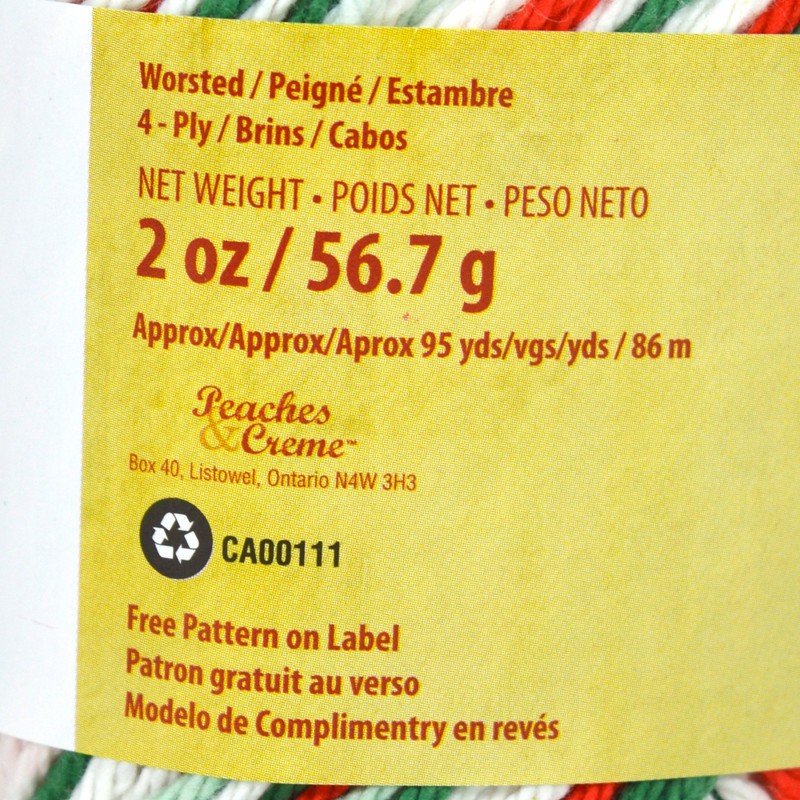 Worsted / Peigné / Estambre
4 - Ply / Brins / Cabos
NET WEIGHT • POIDS NET • PESO NETO
2 oz / 56.7 g
Approx/Approx/Aprox 95 yds/vgs/yds / 86 m
Peaches
& Creme™
Box 40, Listowel, Ontario N4W 3H3
CA00111
Free Pattern on Label
Patron gratuit au verso
Modelo de Complimentry en revés